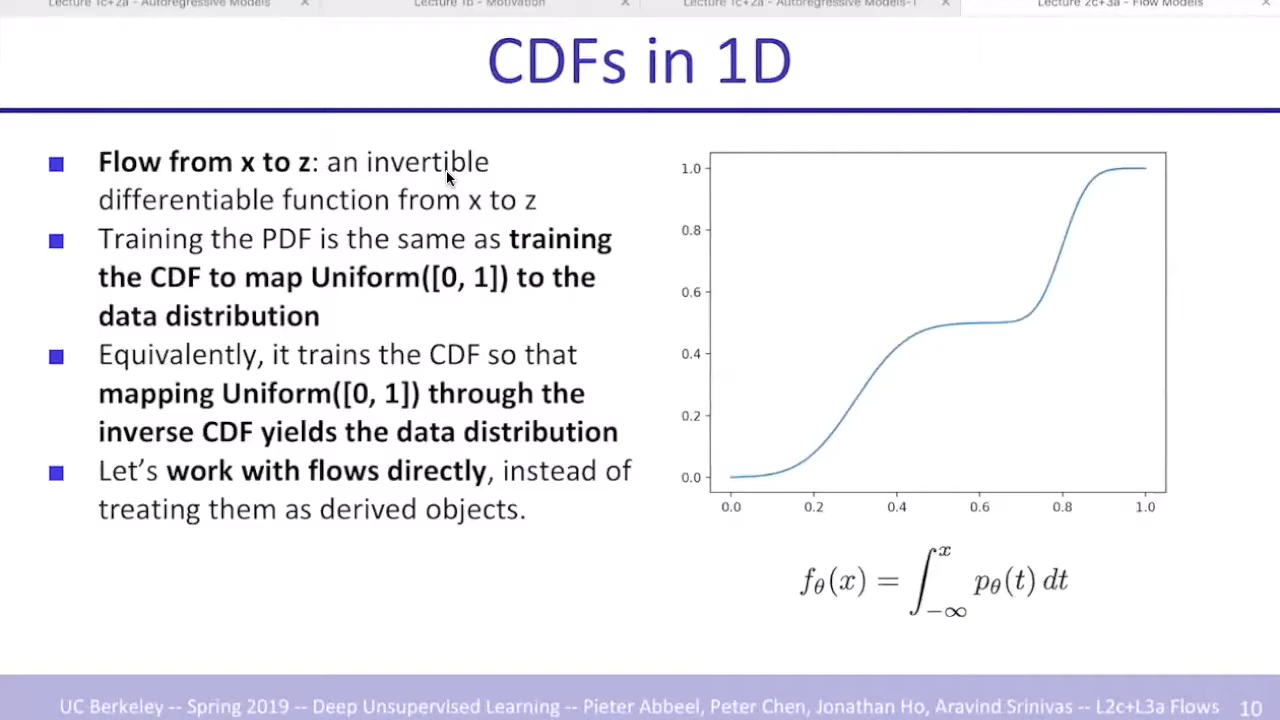 Lecture 1c+2a - Autoregressive Models
Lecture 1b - Motivation
Lecture 1c+2a - Autoregressive Models-1
Lecture 2c+3a - Flow Models
CDFs in 1D
Flow from x to z: an invertible
differentiable function from x to z
Training the PDF is the same as training
the CDF to map Uniform([0, 1]) to the
data distribution
Equivalently, it trains the CDF so that
mapping Uniform([0, 1]) through the
inverse CDF yields the data distribution
Let's work with flows directly, instead of
treating them as derived objects.
1.0
0.8
0.6
0.4
0.2
0.0
0.0 0.2 0.4 0.6 0.8 1.0
f_θ(x) = ∫_{-∞}^{x} p_θ(t) dt
UC Berkeley -- Spring 2019 -- Deep Unsupervised Learning -- Pieter Abbeel, Peter Chen, Jonathan Ho, Aravind Srinivas -- L2c+L3a Flows 10